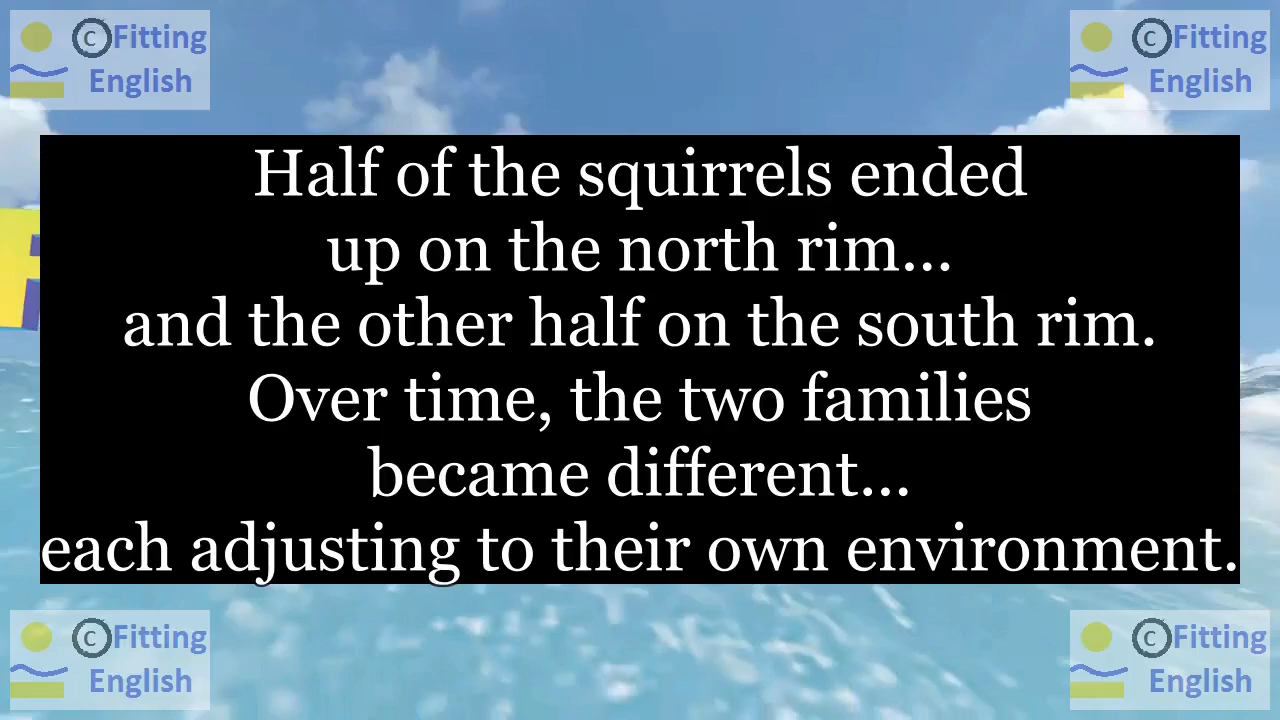 ©Fitting
English
©Fitting
English
Half of the squirrels ended
up on the north rim...
and the other half on the south rim.
Over time, the two families
became different...
each adjusting to their own environment.
©Fitting
English
©Fitting
English